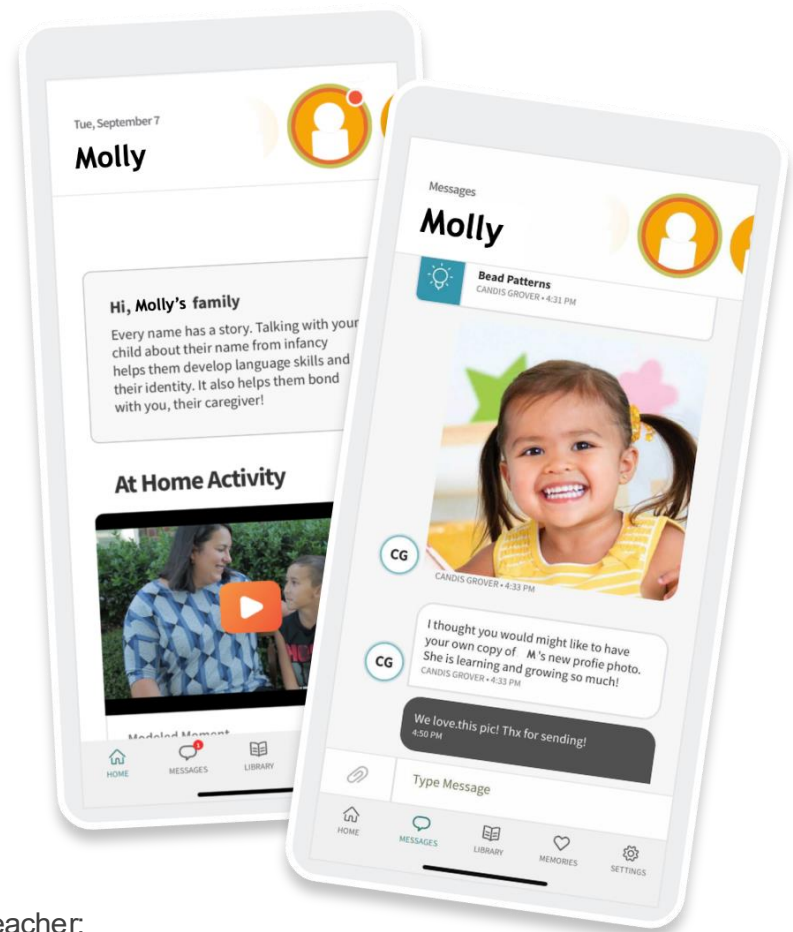 Tue, September 7
Molly
Hi, Molly's family
Every name has a story. Talking with your
child about their name from infancy
helps them develop language skills and
their identity. It also helps them bond
with you, their caregiver!
At Home Activity
Modeled Moment
HOME
MESSAGES
1
LIBRARY
Messages
Molly
Bead Patterns
CANDIS GROVER • 4:31 PM
CG
CANDIS GROVER • 4:33 PM
CG
I thought you would might like to have
your own copy of M's new profie photo.
She is learning and growing so much!
CANDIS GROVER • 4:33 PM
We love.this pic! Thx for sending!
4:50 PM
Type Message
HOME
MESSAGES
LIBRARY
MEMORIES
SETTINGS
eacher: